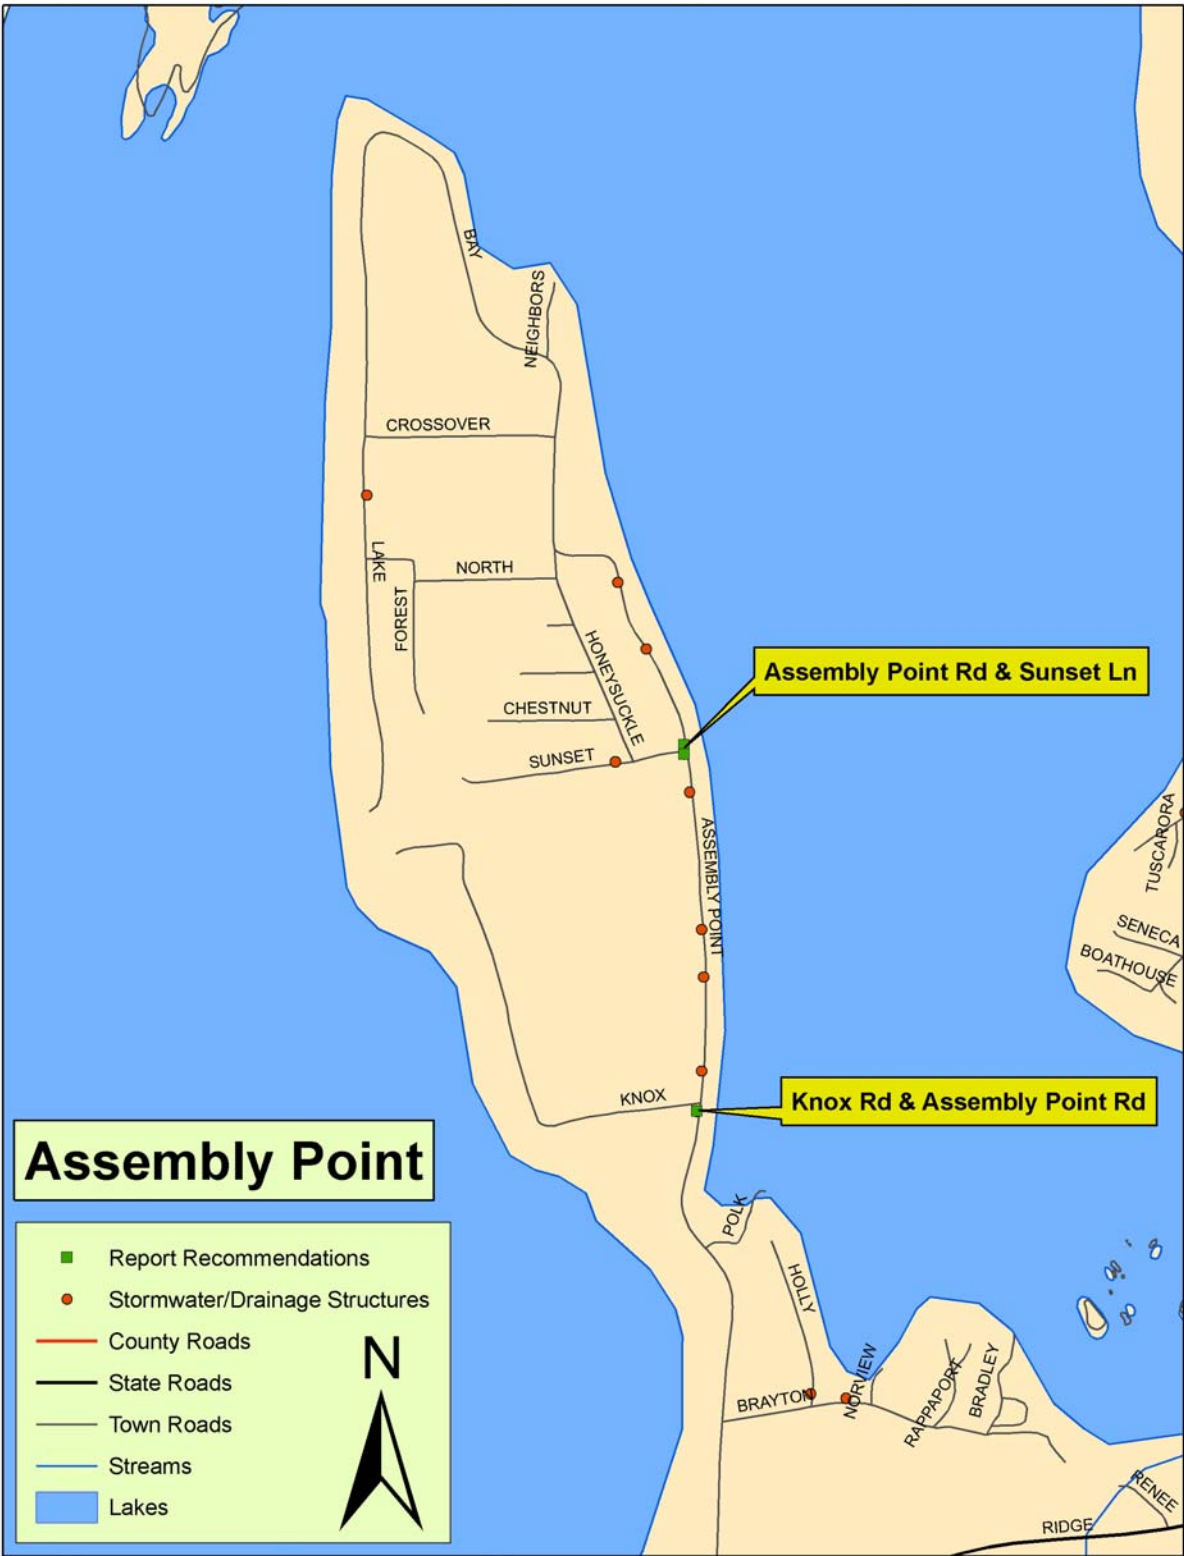 BAY
NEIGHBORS
CROSSOVER
LAKE
NORTH
FOREST
HONEYSUCKLE
Assembly Point Rd & Sunset Ln
CHESTNUT
SUNSET
ASSEMBLY POINT
TUSCARORA
SENECA
BOATHOUSE
KNOX
Knox Rd & Assembly Point Rd
Assembly Point
POLK
HOLLY
NORVIEW
BRAYTON
RAPPAPORT
BRADLEY
RENEE
RIDGE
Report Recommendations
Stormwater/Drainage Structures
County Roads
State Roads
Town Roads
Streams
Lakes
N